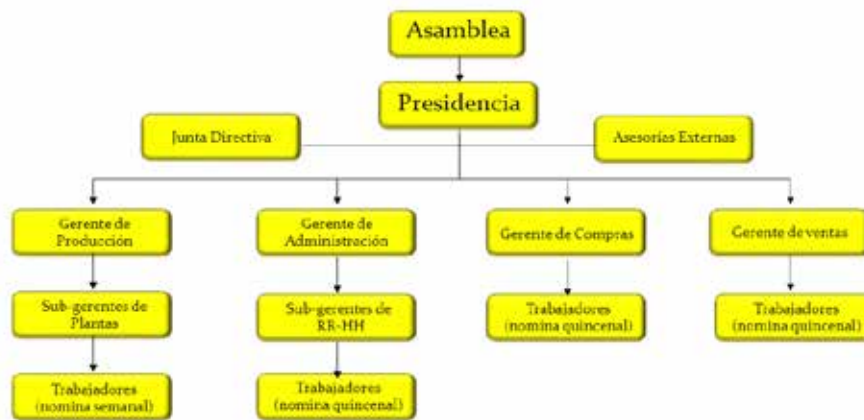 Asamblea
Presidencia
Junta Directiva
Asesorías Externas
Gerente de
Producción
Gerente de
Administración
Gerente de Compras
Gerente de ventas
Sub-gerentes de
Plantas
Sub-gerentes de
RR-HH
Trabajadores
(nomina quincenal)
Trabajadores
(nomina quincenal)
Trabajadores
(nomina semanal)
Trabajadores
(nomina quincenal)